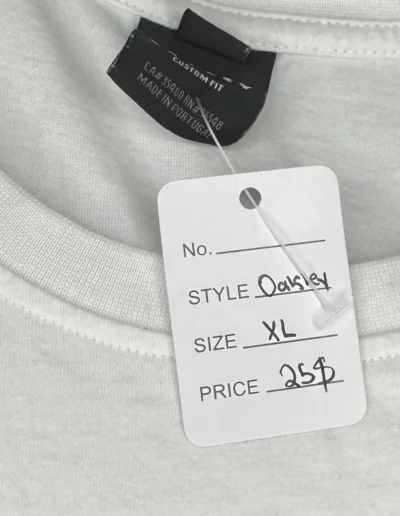 CUSTOM FIT
MADE IN PORTUGAL
No.
STYLE Oakley
SIZE XL
PRICE 25$